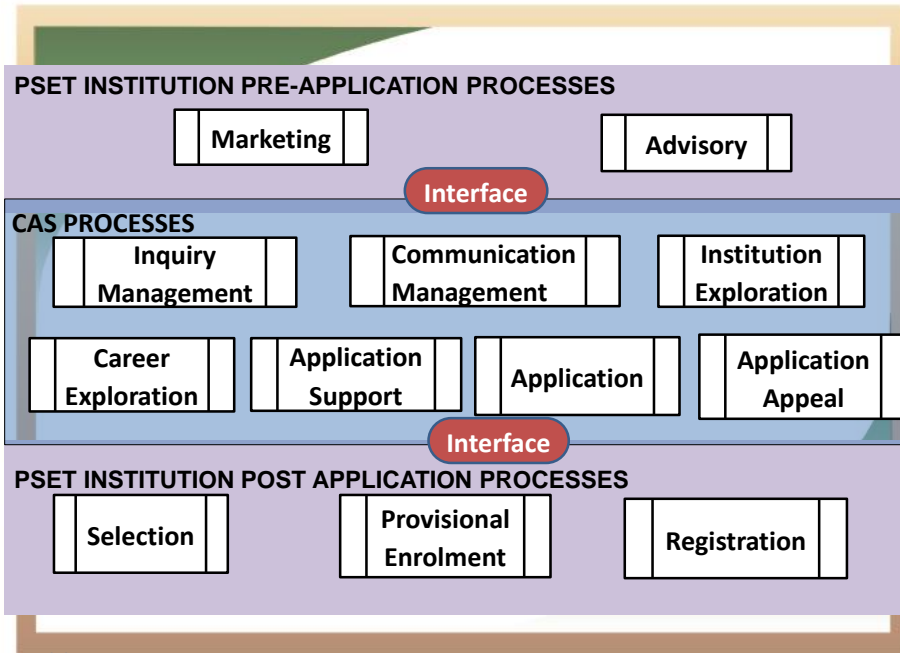 PSET INSTITUTION PRE-APPLICATION PROCESSES
Marketing
Advisory
Interface
CAS PROCESSES
Inquiry
Management
Communication
Management
Institution
Exploration
Career
Exploration
Application
Support
Application
Application
Appeal
Interface
PSET INSTITUTION POST APPLICATION PROCESSES
Selection
Provisional
Enrolment
Registration